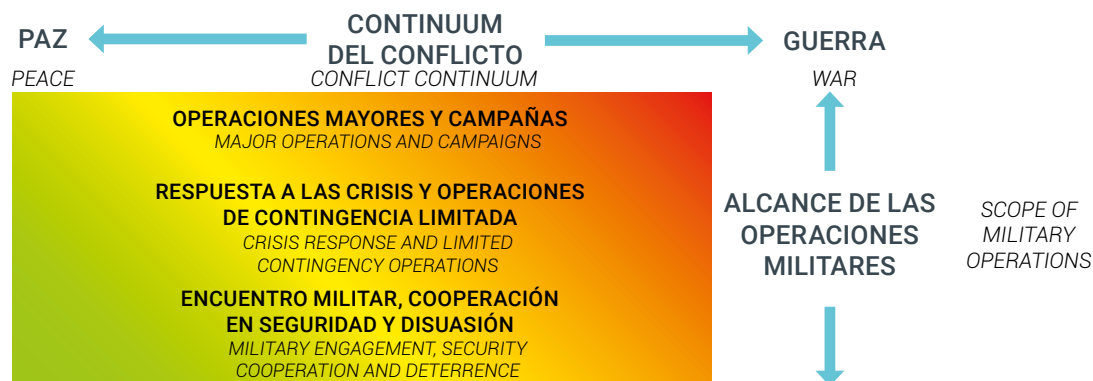 PAZ
CONTINUUM
DEL CONFLICTO
GUERRA
PEACE
CONFLICT CONTINUUM
WAR
OPERACIONES MAYORES Y CAMPAÑAS
MAJOR OPERATIONS AND CAMPAIGNS
RESPUESTA A LAS CRISIS Y OPERACIONES
DE CONTINGENCIA LIMITADA
CRISIS RESPONSE AND LIMITED
CONTINGENCY OPERATIONS
ENCUENTRO MILITAR, COOPERACIÓN
EN SEGURIDAD Y DISUASIÓN
MILITARY ENGAGEMENT, SECURITY
COOPERATION AND DETERRENCE
ALCANCE DE LAS
OPERACIONES
MILITARES
SCOPE OF
MILITARY
OPERATIONS